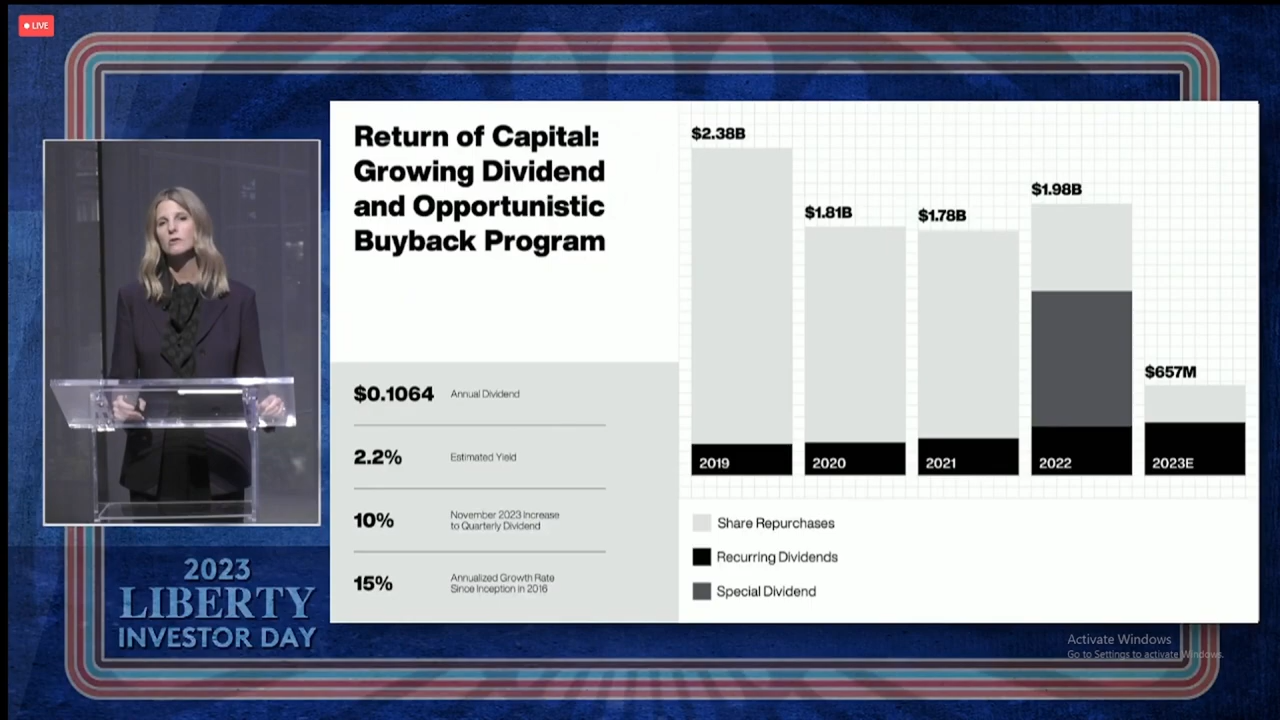 LIVE
Return of Capital:
Growing Dividend
and Opportunistic
Buyback Program
$0.1064 Annual Dividend
2.2% Estimated Yield
10% November 2023 Increase
to Quarterly Dividend
15% Annualized Growth Rate
Since Inception in 2016
$2.38B
$1.81B
$1.78B
$1.98B
$657M
2019
2020
2021
2022
2023E
Share Repurchases
Recurring Dividends
Special Dividend
2023
LIBERTY
INVESTOR DAY
Activate Windows
Go to Settings to activate Windows.